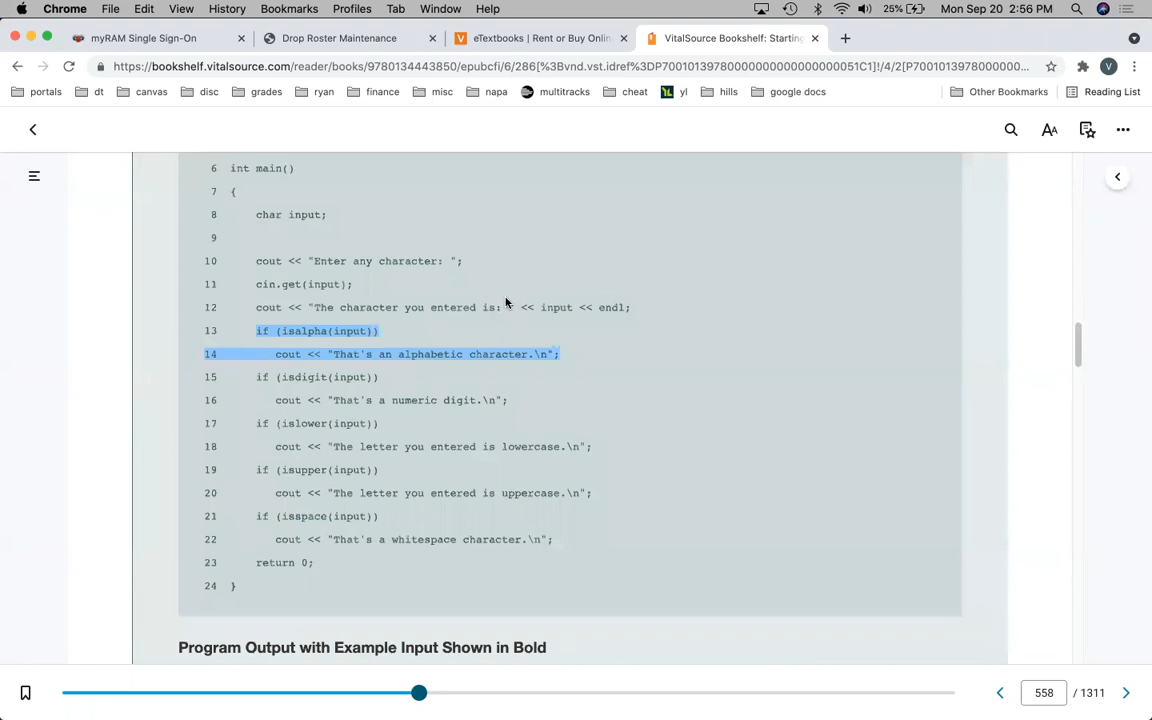 Chrome File Edit View History Bookmarks Profiles Tab Window Help 25% Mon Sep 20 2:56 PM
myRAM Single Sign-On Drop Roster Maintenance eTextbooks | Rent or Buy Onlin VitalSource Bookshelf: Starting
https://bookshelf.vitalsource.com/reader/books/9780134443850/epubcfi/6/286[%3Bvnd.vst.idref%3DP70010139780000000000000000051C1]!/4/2[P7001013978000000...
portals dt canvas disc grades ryan finance misc napa multitracks cheat yl hills google docs Other Bookmarks Reading List
6 int main()
7 {
8 char input;
9
10 cout << "Enter any character: ";
11 cin.get(input);
12 cout << "The character you entered is: << input << endl;
13 if (isalpha(input))
14 cout << "That's an alphabetic character.\n";
15 if (isdigit(input))
16 cout << "That's a numeric digit.\n";
17 if (islower(input))
18 cout << "The letter you entered is lowercase.\n";
19 if (isupper(input))
20 cout << "The letter you entered is uppercase.\n";
21 if (isspace(input))
22 cout << "That's a whitespace character.\n";
23 return 0;
24 }
Program Output with Example Input Shown in Bold
558 / 1311